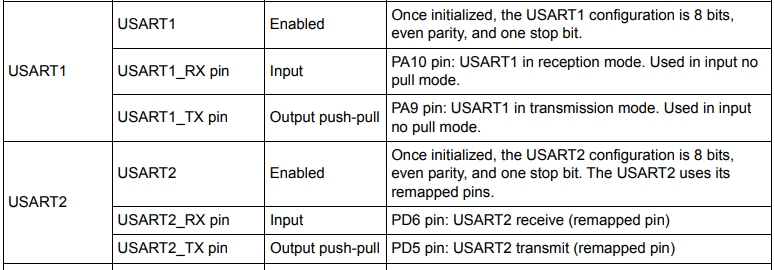 USART1
USART1
Enabled
Once initialized, the USART1 configuration is 8 bits,
even parity, and one stop bit.
USART1_RX pin
Input
PA10 pin: USART1 in reception mode. Used in input no
pull mode.
USART1_TX pin
Output push-pull
PA9 pin: USART1 in transmission mode. Used in input
no pull mode.
USART2
USART2
Enabled
Once initialized, the USART2 configuration is 8 bits,
even parity, and one stop bit. The USART2 uses its
remapped pins.
USART2_RX pin
Input
PD6 pin: USART2 receive (remapped pin)
USART2_TX pin
Output push-pull
PD5 pin: USART2 transmit (remapped pin)